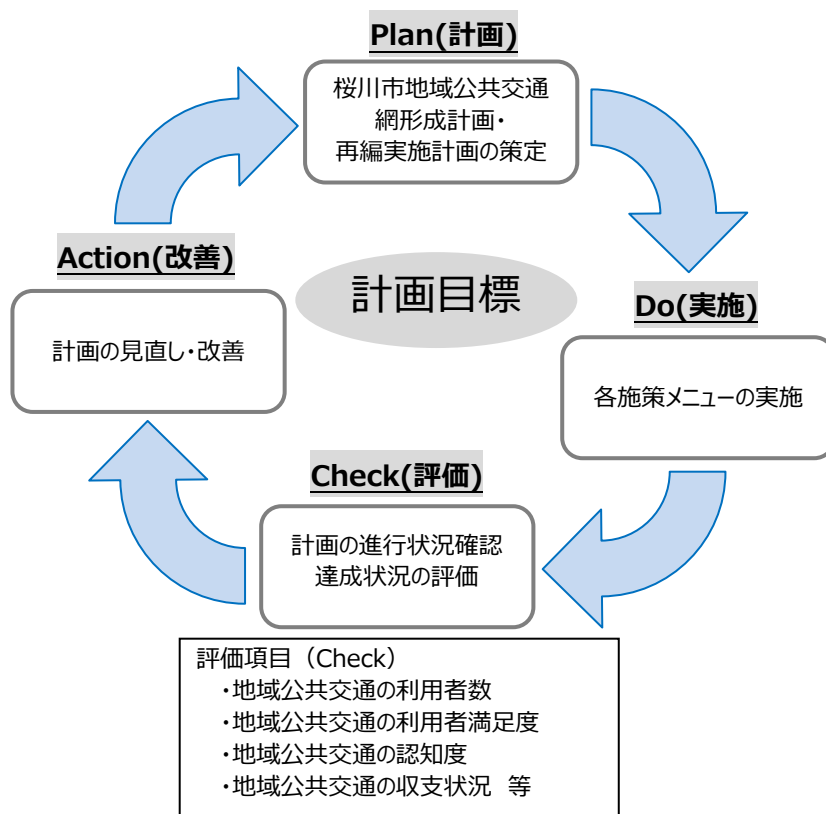 Plan(計画)
桜川市地域公共交通
網形成計画・
再編実施計画の策定
Action(改善)
計画の見直し・改善
計画目標
Do(実施)
各施策メニューの実施
Check(評価)
計画の進行状況確認
達成状況の評価
評価項目（Check）
・地域公共交通の利用者数
・地域公共交通の利用者満足度
・地域公共交通の認知度
・地域公共交通の収支状況　等